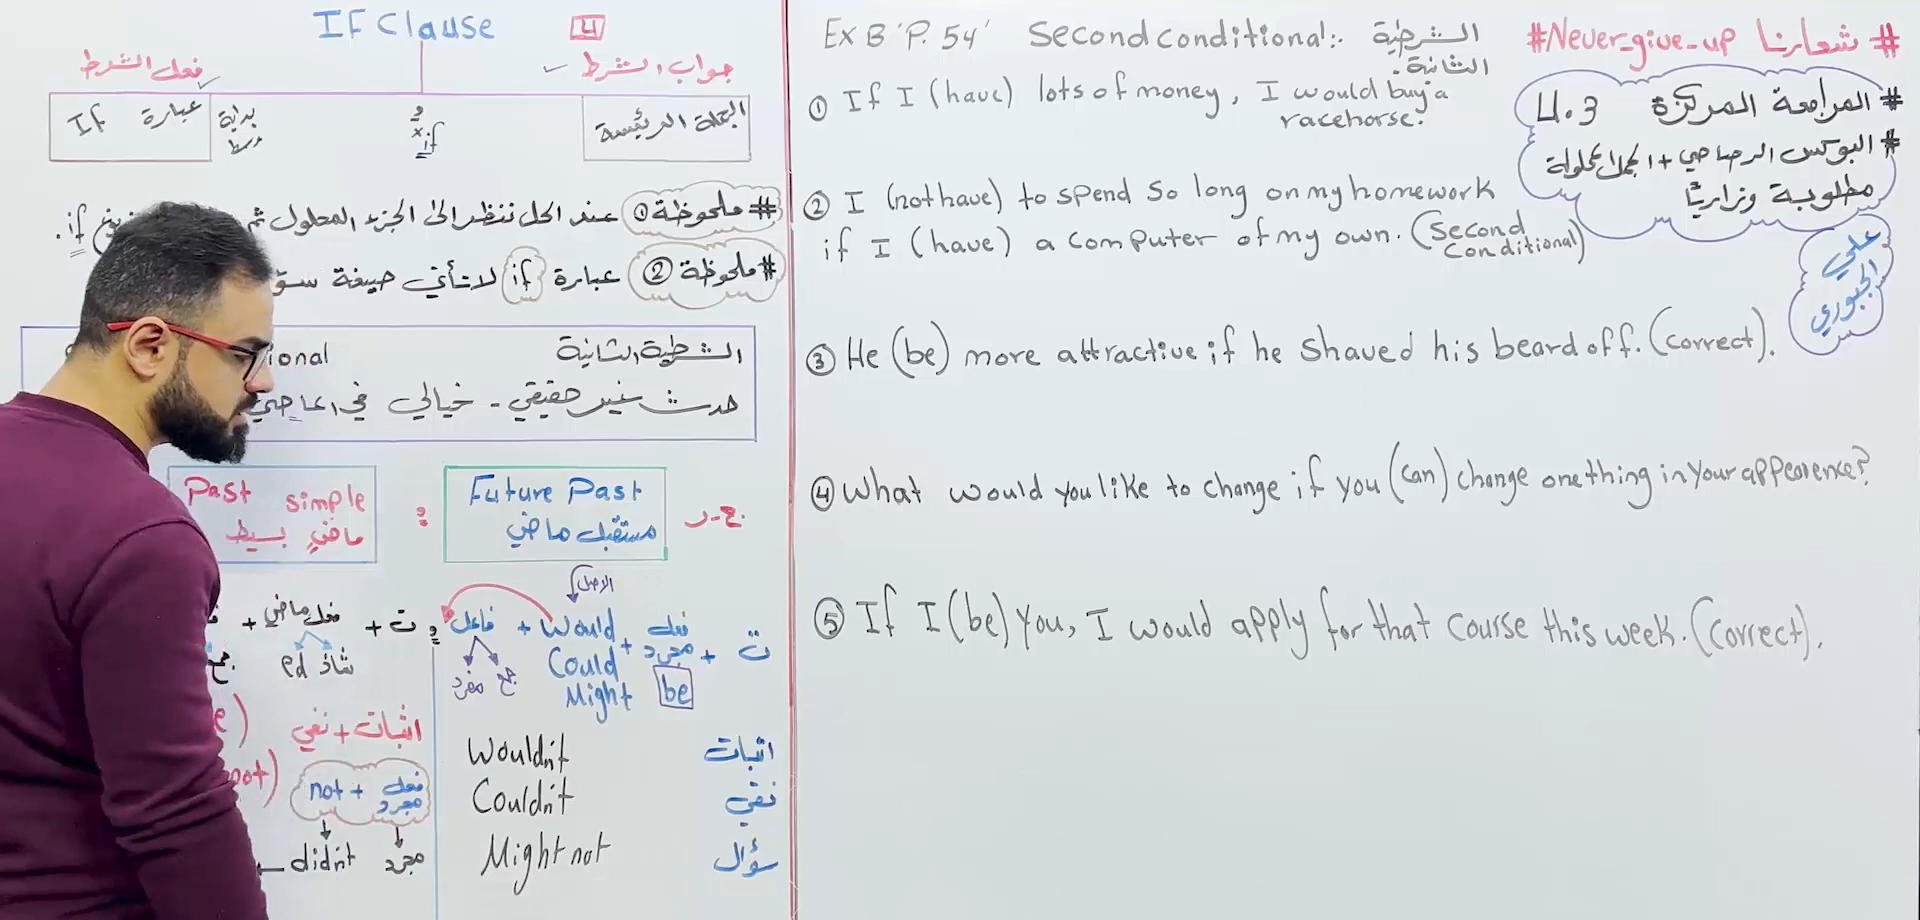 IF Clause 4
فعل الشرط
جواب الشرط
عبارة If
بداية
وسط
و
× if
الجملة الرئيسة
# ملحوظة ① عند الحل ننظر الى الجزء المحلول if.
# ملحوظة ② عبارة if لا تأتي صيغة
الشرطية الثانية
حدث غير حقيقي - خيالي في الماضي
Past simple
ماضي بسيط
Future Past
مستقبل ماضي
ج.ر
الاصل
ت + فعل مجرد + would + فاعل
Could
Might
be
مفرد جمع
ت + فعل ماضي +
شاذ ed
اثبات + نفي
not + فعل مجرد
didn't مجرد
Wouldn't
Couldn't
Might not
اثبات
نفي
سؤال
Ex B 'P. 54' Second conditional:. الشرطية الثانية.
① If I (have) lots of money, I would buy a
racehorse.
② I (not have) to spend so long on my homework
if I (have) a computer of my own. (Second
Conditional)
③ He (be) more attractive if he shaved his beard off. (correct).
④ What would you like to change if you (can) change one thing in your appearence?
⑤ If I (be) you, I would apply for that course this week. (correct).
# شعارنا #Never_give_up
# المراجعة المركزة U.3
# البوكس الرصاصي + الجمل محلولة
مطلوبة وزاريًا
علي
الجبوري